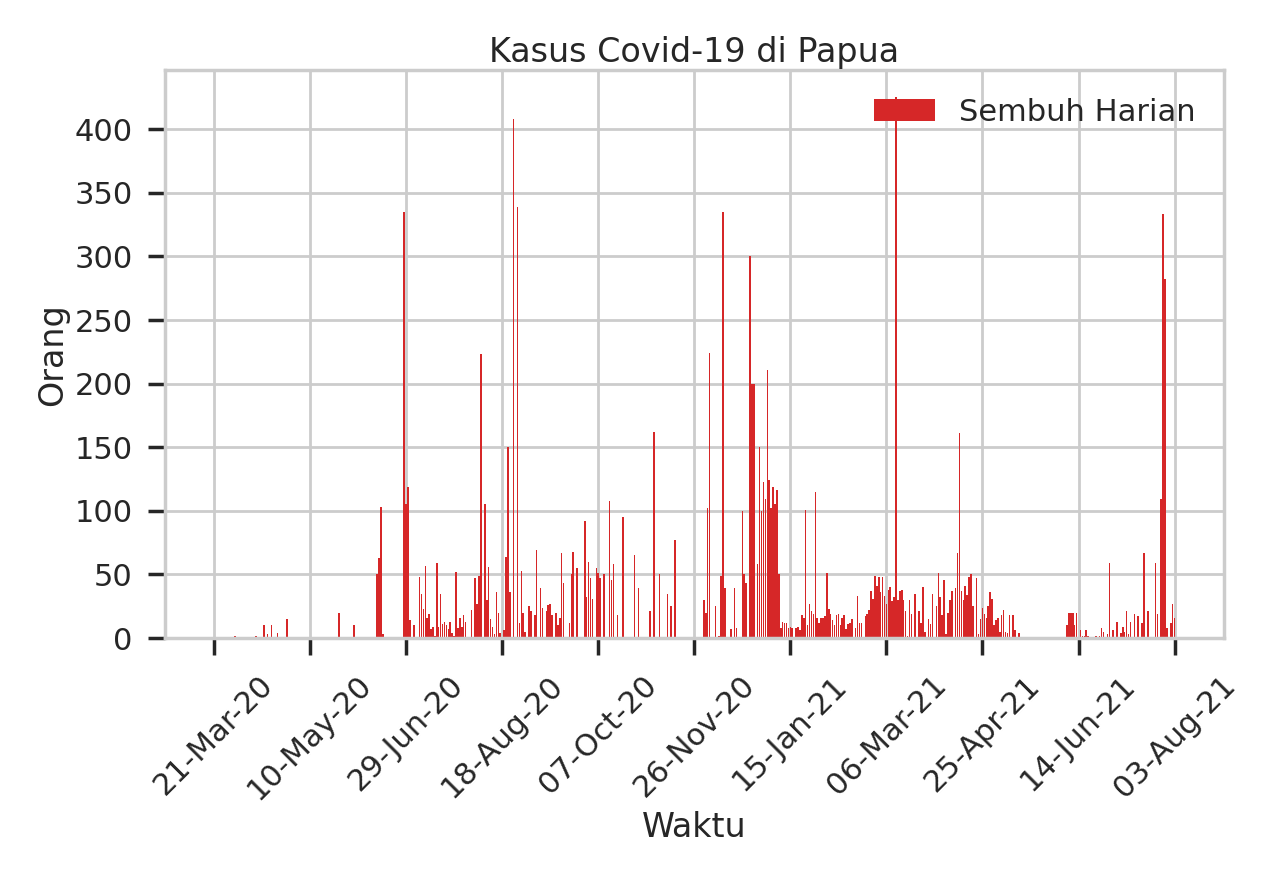 Kasus Covid-19 di Papua
Sembuh Harian
Orang
400
350
300
250
200
150
100
50
0
21-Mar-20
10-May-20
29-Jun-20
18-Aug-20
07-Oct-20
26-Nov-20
15-Jan-21
06-Mar-21
25-Apr-21
14-Jun-21
03-Aug-21
Waktu